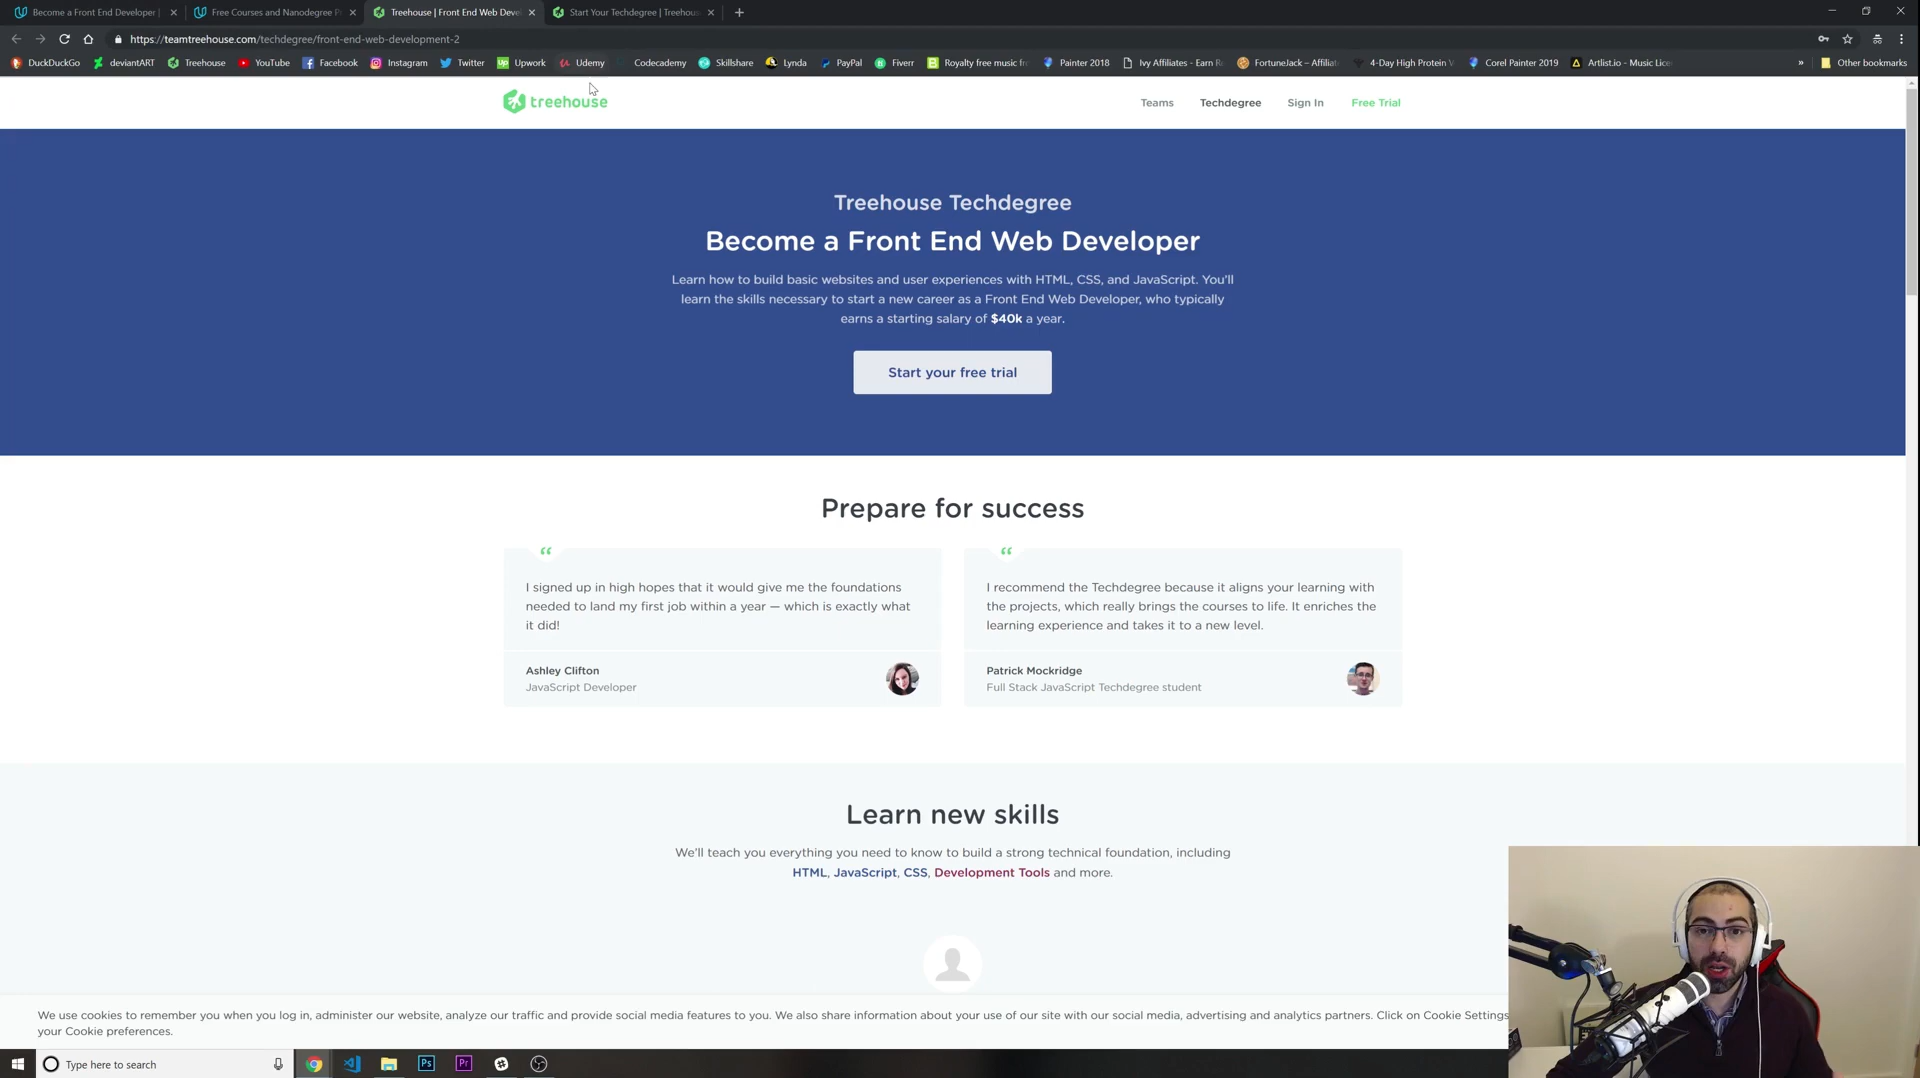 Become a Front End Developer |
Free Courses and Nanodegree P
Treehouse | Front End Web Devel
Start Your Techdegree | Treehous
https://teamtreehouse.com/techdegree/front-end-web-development-2
DuckDuckGo
deviantART
Treehouse
YouTube
Facebook
Instagram
Twitter
Upwork
Udemy
Codecademy
Skillshare
Lynda
PayPal
Fiverr
Royalty free music fr
Painter 2018
Ivy Affiliates - Earn R
FortuneJack – Affiliat
4-Day High Protein V
Corel Painter 2019
Artlist.io - Music Lice
»
Other bookmarks
treehouse
Teams
Techdegree
Sign In
Free Trial
Treehouse Techdegree
Become a Front End Web Developer
Learn how to build basic websites and user experiences with HTML, CSS, and JavaScript. You'll
learn the skills necessary to start a new career as a Front End Web Developer, who typically
earns a starting salary of $40k a year.
Start your free trial
Prepare for success
“
I signed up in high hopes that it would give me the foundations
needed to land my first job within a year — which is exactly what
it did!
Ashley Clifton
JavaScript Developer
“
I recommend the Techdegree because it aligns your learning with
the projects, which really brings the courses to life. It enriches the
learning experience and takes it to a new level.
Patrick Mockridge
Full Stack JavaScript Techdegree student
Learn new skills
We'll teach you everything you need to know to build a strong technical foundation, including
HTML, JavaScript, CSS, Development Tools and more.
We use cookies to remember you when you log in, administer our website, analyze our traffic and provide social media features to you. We also share information about your use of our site with our social media, advertising and analytics partners. Click on Cookie Settings
your Cookie preferences.
Type here to search
Ps
Pr